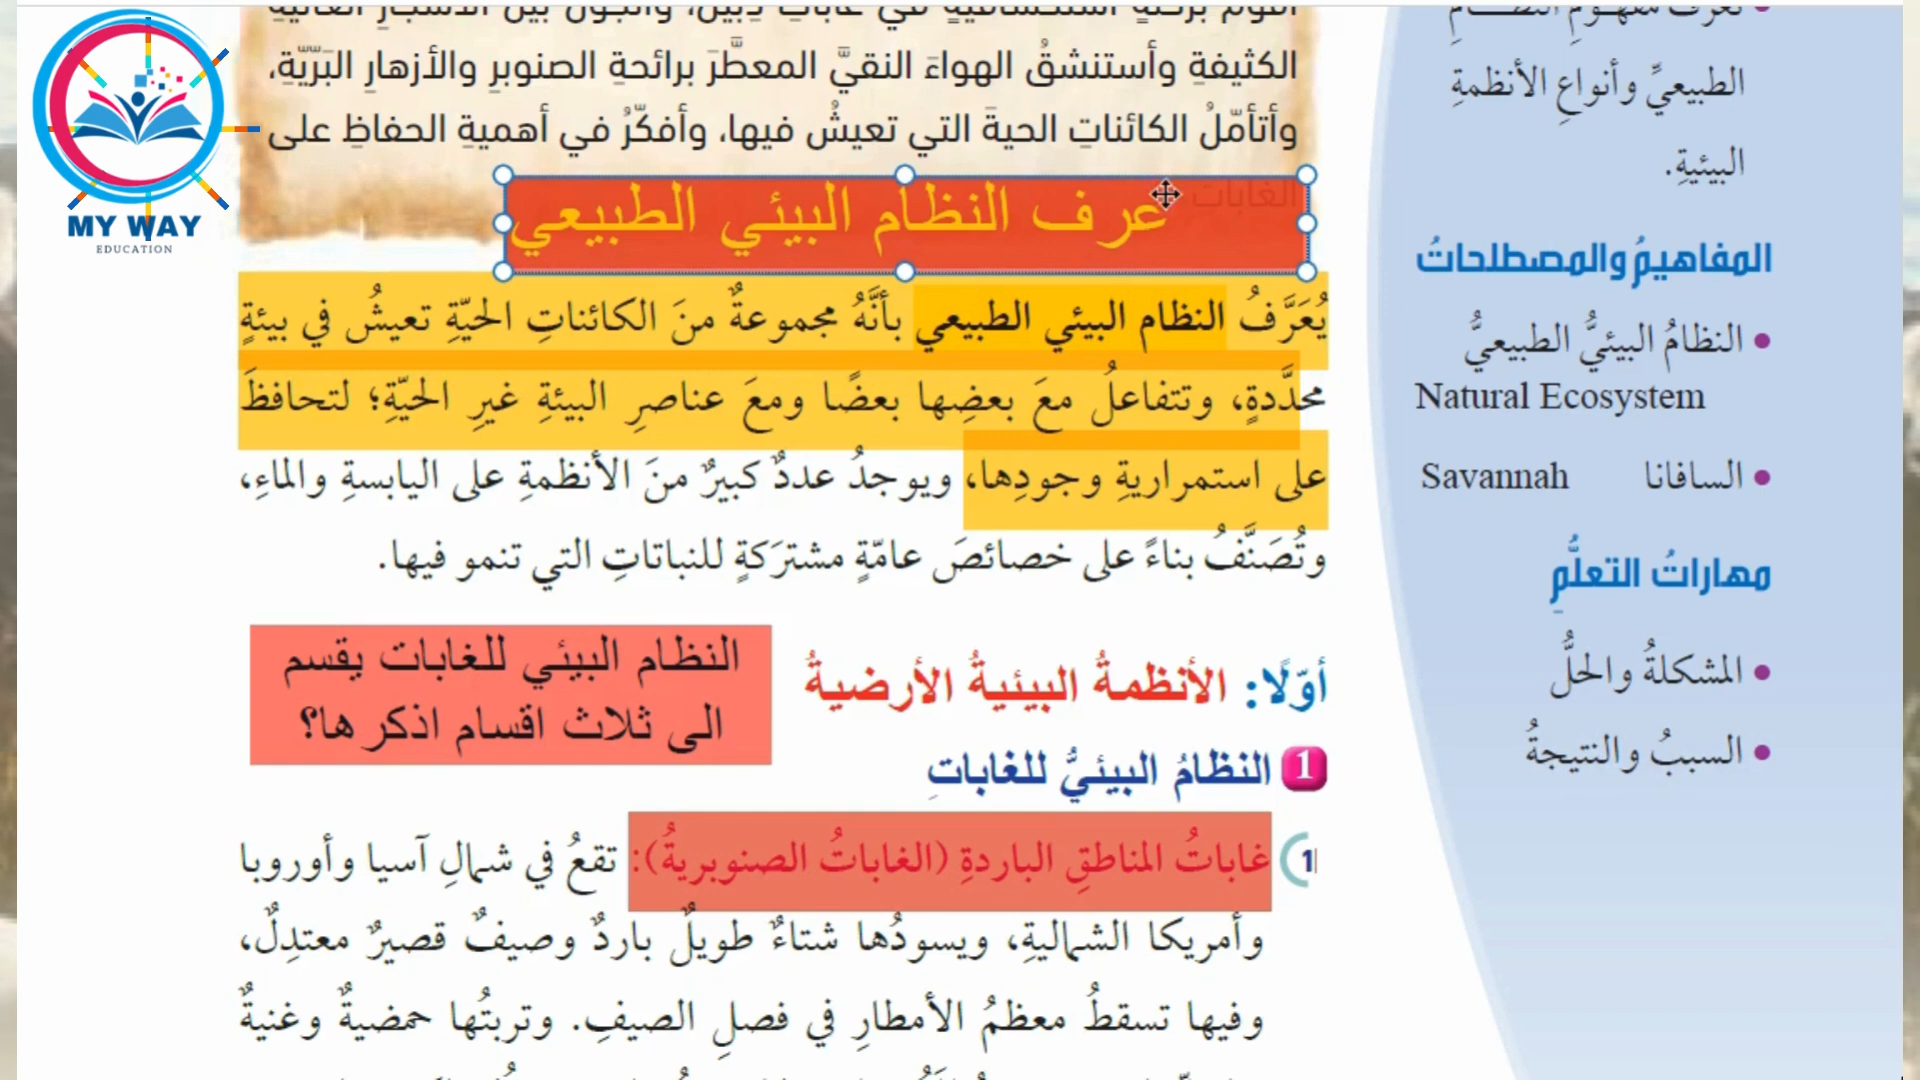 الكثيفةِ وأستنشقُ الهواءَ النقيَّ المعطَّرَ برائحةِ الصنوبرِ والأزهارِ البَرّيّةِ،
وأتأمّلُ الكائناتِ الحيةَ التي تعيشُ فيها، وأفكّرُ في أهميةِ الحفاظِ على
الغابات
عرف النظام البيئي الطبيعي
يُعَرَّفُ النظام البيئي الطبيعي بأنَّهُ مجموعةٌ منَ الكائناتِ الحيّةِ تعيشُ في بيئةٍ
محدَّدةٍ، وتتفاعلُ معَ بعضِها بعضًا ومعَ عناصرِ البيئةِ غيرِ الحيّةِ؛ لتحافظَ
على استمراريةِ وجودِها، ويوجدُ عددٌ كبيرٌ منَ الأنظمةِ على اليابسةِ والماءِ،
وتُصَنَّفُ بناءً على خصائصَ عامّةٍ مشترَكةٍ للنباتاتِ التي تنمو فيها.
أوّلًا: الأنظمةُ البيئيةُ الأرضيةُ
النظام البيئي للغابات يقسم
الى ثلاث اقسام اذكر ها؟
1 النظامُ البيئيُّ للغاباتِ
1 غاباتُ المناطقِ الباردةِ (الغاباتُ الصنوبريةُ): تقعُ في شمالِ آسيا وأوروبا
وأمريكا الشماليةِ، ويسودُها شتاءٌ طويلٌ باردٌ وصيفٌ قصيرٌ معتدِلٌ،
وفيها تسقطُ معظمُ الأمطارِ في فصلِ الصيفِ. وتربتُها حمضيةٌ وغنيةٌ
الطبيعيِّ وأنواعِ الأنظمةِ
البيئيةِ.
المفاهيمُ والمصطلحاتُ
• النظامُ البيئيُّ الطبيعيُّ
Natural Ecosystem
• السافانا Savannah
مهاراتُ التعلُّمِ
• المشكلةُ والحلُّ
• السببُ والنتيجةُ
MY WAY
EDUCATION